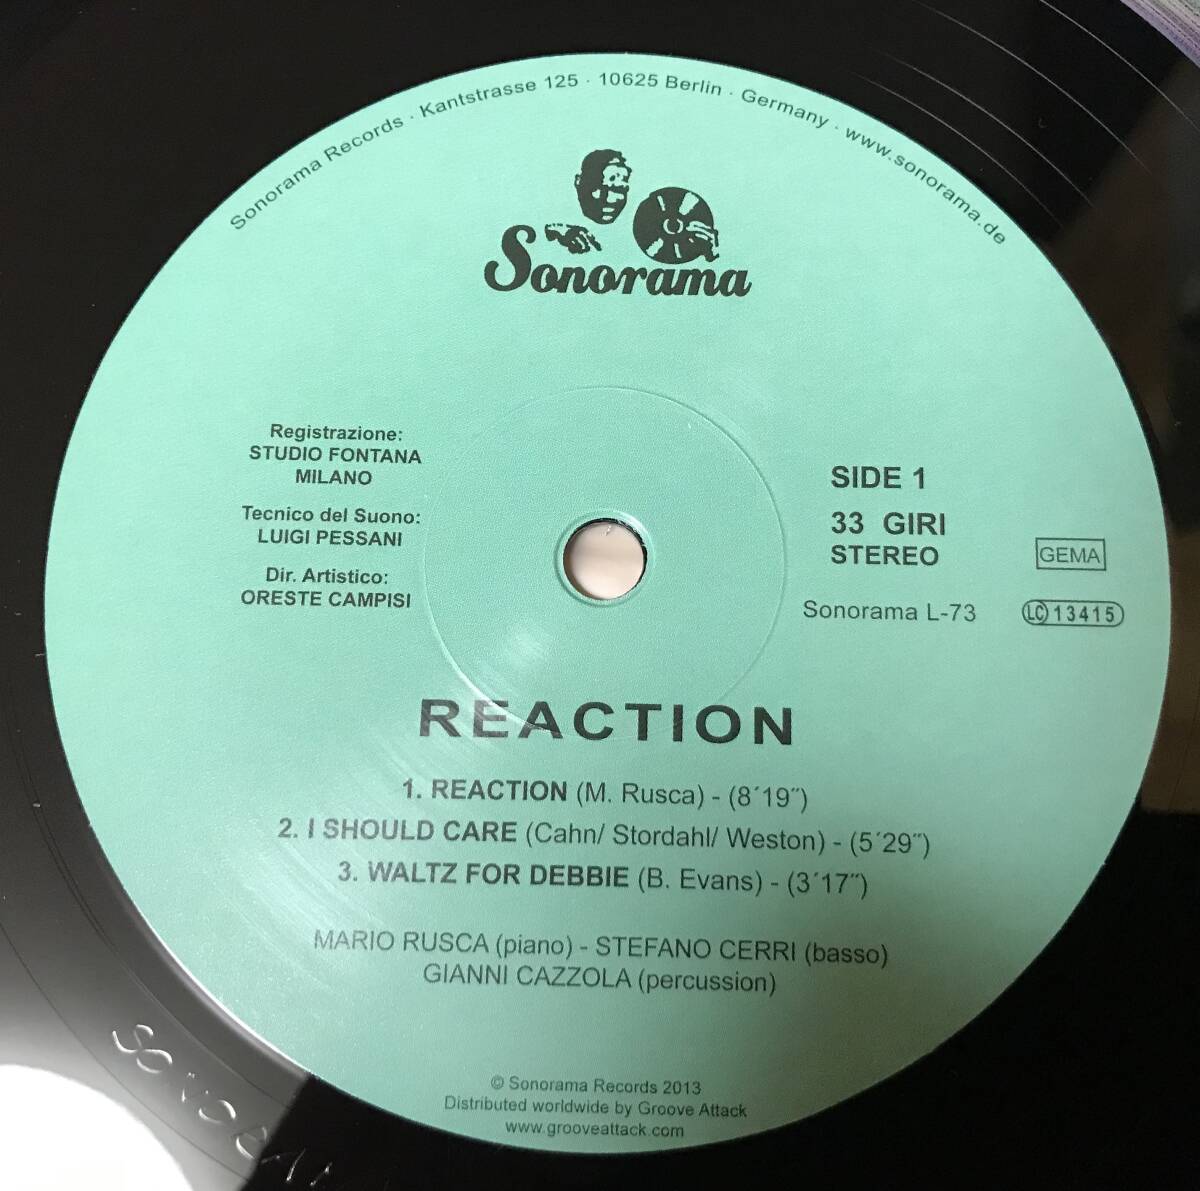 Sonorama Records · Kantstrasse 125 · 10625 Berlin · Germany · www.sonorama.de
Sonorama
Registrazione:
STUDIO FONTANA
MILANO
Tecnico del Suono:
LUIGI PESSANI
Dir. Artistico:
ORESTE CAMPISI
SIDE 1
33 GIRI
STEREO
GEMA
Sonorama L-73
LC 13415
REACTION
1. REACTION (M. Rusca) - (8´19¨)
2. I SHOULD CARE (Cahn/ Stordahl/ Weston) - (5´29¨)
3. WALTZ FOR DEBBIE (B. Evans) - (3´17¨)
MARIO RUSCA (piano) - STEFANO CERRI (basso)
GIANNI CAZZOLA (percussion)
© Sonorama Records 2013
Distributed worldwide by Groove Attack
www.grooveattack.com